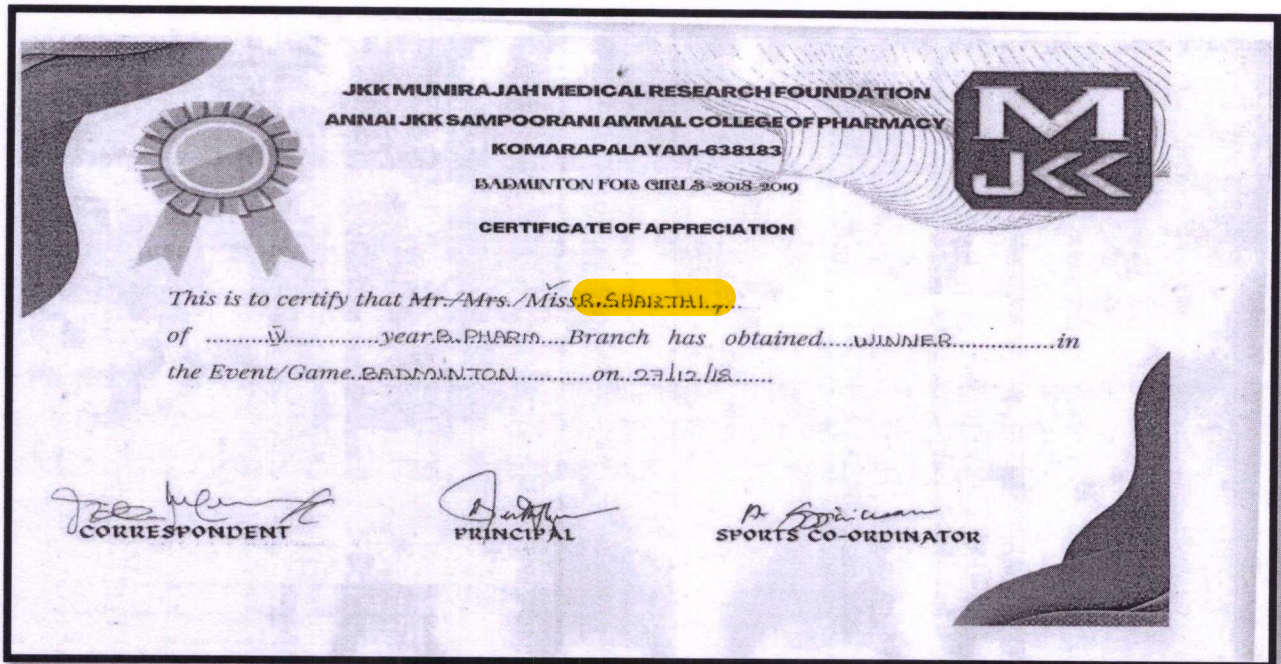 JKK MUNIRAJAH MEDICAL RESEARCH FOUNDATION
ANNAI JKK SAMPOORANI AMMAL COLLEGE OF PHARMACY
KOMARAPALAYAM-638183
BADMINTON FOR GIRLS-2018-2019
CERTIFICATE OF APPRECIATION
M
JKK
This is to certify that Mr./Mrs./Miss R. SHAKTHI
of ..........IV.............. year B.PHARM.... Branch has obtained.... WINNER.................in
the Event/Game..BADMINTON............on..27/12/18......
CORRESPONDENT
PRINCIPAL
SPORTS CO-ORDINATOR